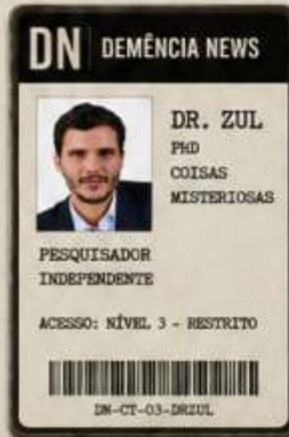 DN DEMÊNCIA NEWS
DR. ZUL
PHD
COISAS
MISTERIOSAS
PESQUISADOR
INDEPENDENTE
ACESSO: NÍVEL 3 - RESTRITO
DN-CT-03-DRZUL